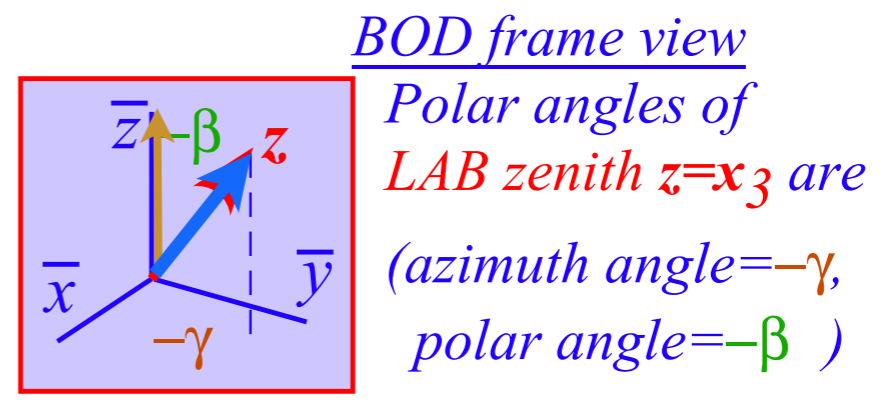 BOD frame view
Polar angles of
LAB zenith z=x₃ are
(azimuth angle=–γ,
polar angle=–β )
z̅
–β
z
x̅
y̅
–γ